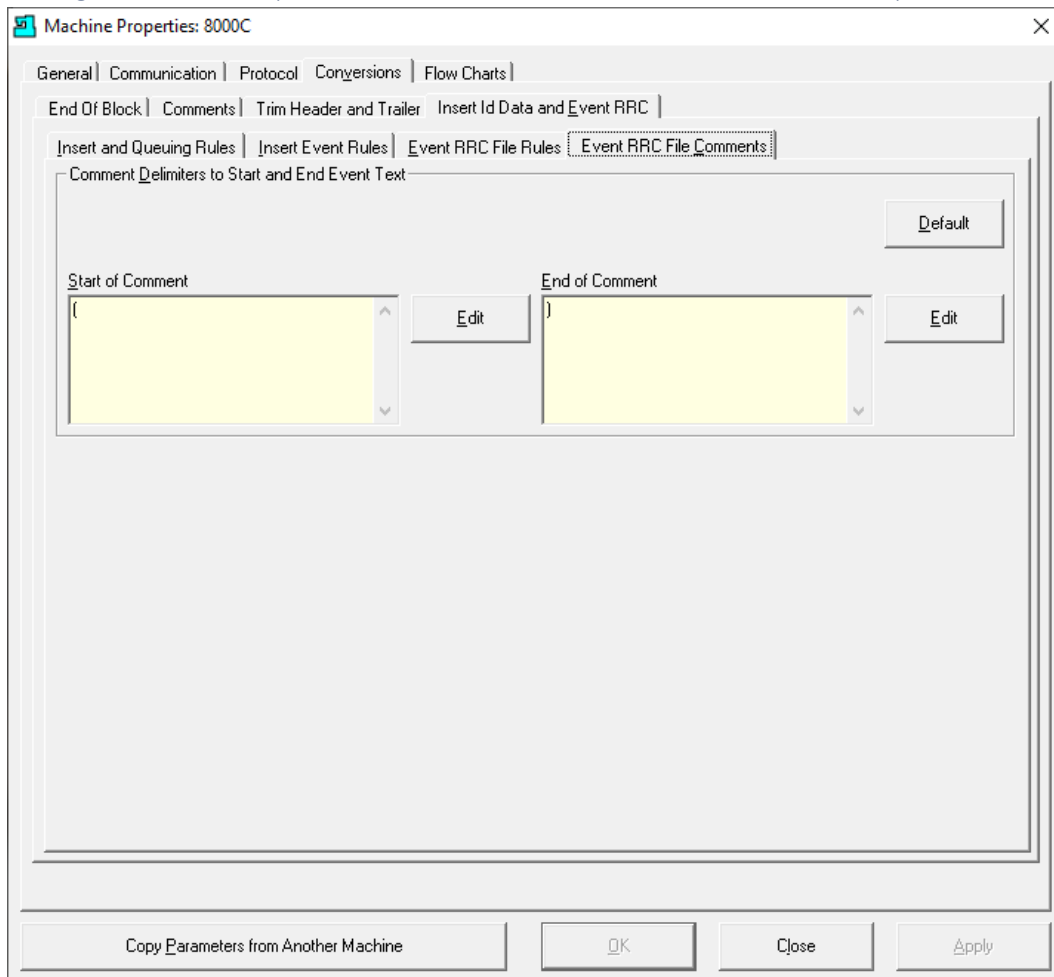 Machine Properties: 8000C
General Communication Protocol Conversions Flow Charts
End Of Block Comments Trim Header and Trailer Insert Id Data and Event RRC
Insert and Queuing Rules Insert Event Rules Event RRC File Rules Event RRC File Comments
Comment Delimiters to Start and End Event Text
Default
Start of Comment End of Comment
( Edit ) Edit
Copy Parameters from Another Machine OK Close Apply